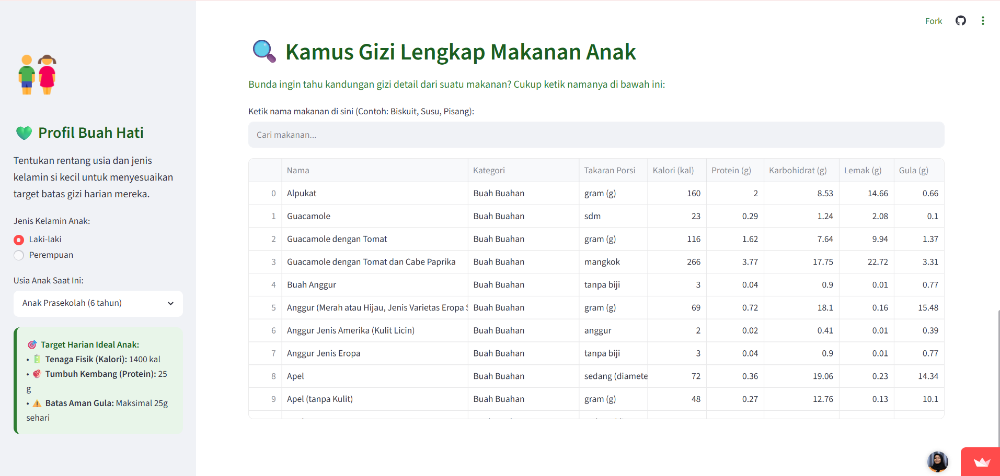 Fork
Profil Buah Hati
Tentukan rentang usia dan jenis
kelamin si kecil untuk menyesuaikan
target batas gizi harian mereka.
Jenis Kelamin Anak:
Laki-laki
Perempuan
Usia Anak Saat Ini:
Anak Prasekolah (6 tahun)
Target Harian Ideal Anak:
• Tenaga Fisik (Kalori): 1400 kal
• Tumbuh Kembang (Protein): 25
g
• Batas Aman Gula: Maksimal 25g
sehari
Kamus Gizi Lengkap Makanan Anak
Bunda ingin tahu kandungan gizi detail dari suatu makanan? Cukup ketik namanya di bawah ini:
Ketik nama makanan di sini (Contoh: Biskuit, Susu, Pisang):
Cari makanan...
Nama Kategori Takaran Porsi Kalori (kal) Protein (g) Karbohidrat (g) Lemak (g) Gula (g)
0 Alpukat Buah Buahan gram (g) 160 2 8.53 14.66 0.66
1 Guacamole Buah Buahan sdm 23 0.29 1.24 2.08 0.1
2 Guacamole dengan Tomat Buah Buahan gram (g) 116 1.62 7.64 9.94 1.37
3 Guacamole dengan Tomat dan Cabe Paprika Buah Buahan mangkok 266 3.77 17.75 22.72 3.31
4 Buah Anggur Buah Buahan tanpa biji 3 0.04 0.9 0.01 0.77
5 Anggur (Merah atau Hijau, Jenis Varietas Eropa Buah Buahan gram (g) 69 0.72 18.1 0.16 15.48
6 Anggur Jenis Amerika (Kulit Licin) Buah Buahan anggur 2 0.02 0.41 0.01 0.39
7 Anggur Jenis Eropa Buah Buahan tanpa biji 3 0.04 0.9 0.01 0.77
8 Apel Buah Buahan sedang (diamete 72 0.36 19.06 0.23 14.34
9 Apel (tanpa Kulit) Buah Buahan gram (g) 48 0.27 12.76 0.13 10.1